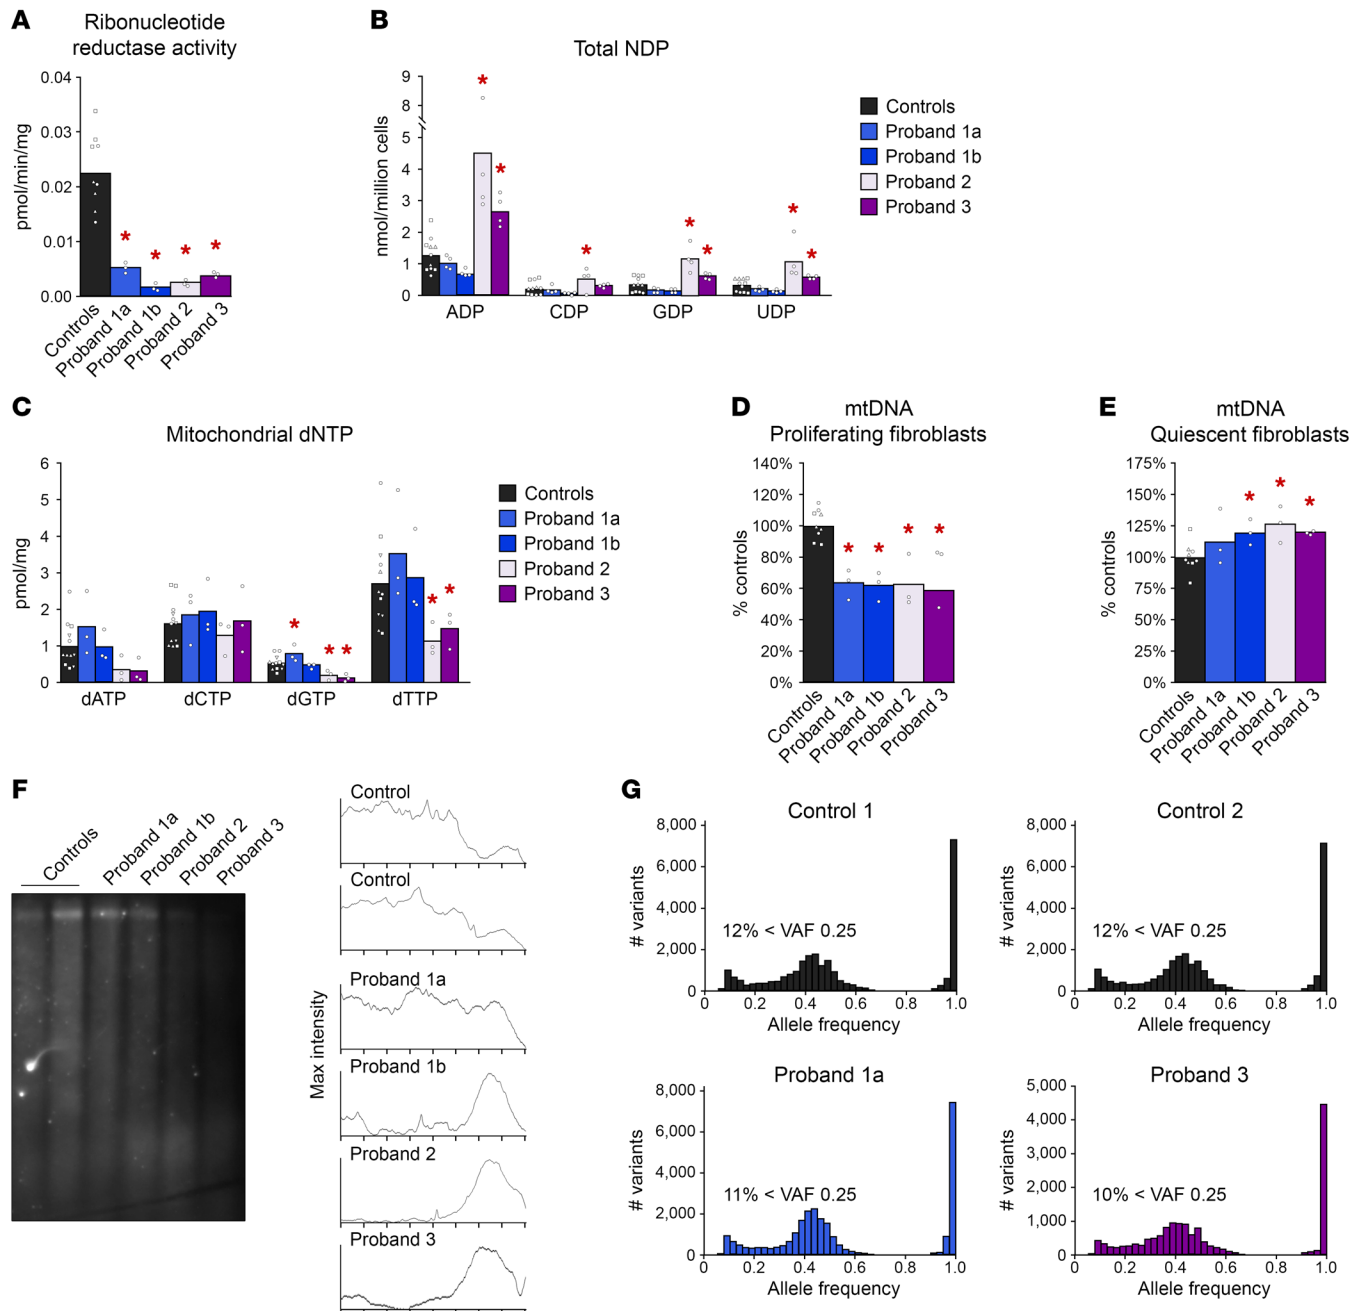 A
Ribonucleotide
reductase activity
pmol/min/mg
0.04
0.03
0.02
0.01
0.00
*
*
*
*
Controls
Proband 1a
Proband 1b
Proband 2
Proband 3
B
Total NDP
nmol/million cells
9
8
5
4
3
2
1
0
*
*
*
*
*
*
*
ADP
CDP
GDP
UDP
Controls
Proband 1a
Proband 1b
Proband 2
Proband 3
C
Mitochondrial dNTP
pmol/mg
6
5
4
3
2
1
0
*
*
*
*
*
dATP
dCTP
dGTP
dTTP
Controls
Proband 1a
Proband 1b
Proband 2
Proband 3
D
mtDNA
Proliferating fibroblasts
% controls
140%
120%
100%
80%
60%
40%
20%
0%
*
*
*
*
Controls
Proband 1a
Proband 1b
Proband 2
Proband 3
E
mtDNA
Quiescent fibroblasts
% controls
175%
150%
125%
100%
75%
50%
25%
0%
*
*
*
Controls
Proband 1a
Proband 1b
Proband 2
Proband 3
F
Controls
Proband 1a
Proband 1b
Proband 2
Proband 3
Max intensity
Control
Control
Proband 1a
Proband 1b
Proband 2
Proband 3
G
Control 1
# variants
8,000
6,000
4,000
2,000
0
12% < VAF 0.25
0 0.2 0.4 0.6 0.8 1.0
Allele frequency
Control 2
# variants
8,000
6,000
4,000
2,000
0
12% < VAF 0.25
0 0.2 0.4 0.6 0.8 1.0
Allele frequency
Proband 1a
# variants
8,000
6,000
4,000
2,000
0
11% < VAF 0.25
0 0.2 0.4 0.6 0.8 1.0
Allele frequency
Proband 3
# variants
5,000
4,000
3,000
2,000
1,000
0
10% < VAF 0.25
0 0.2 0.4 0.6 0.8 1.0
Allele frequency